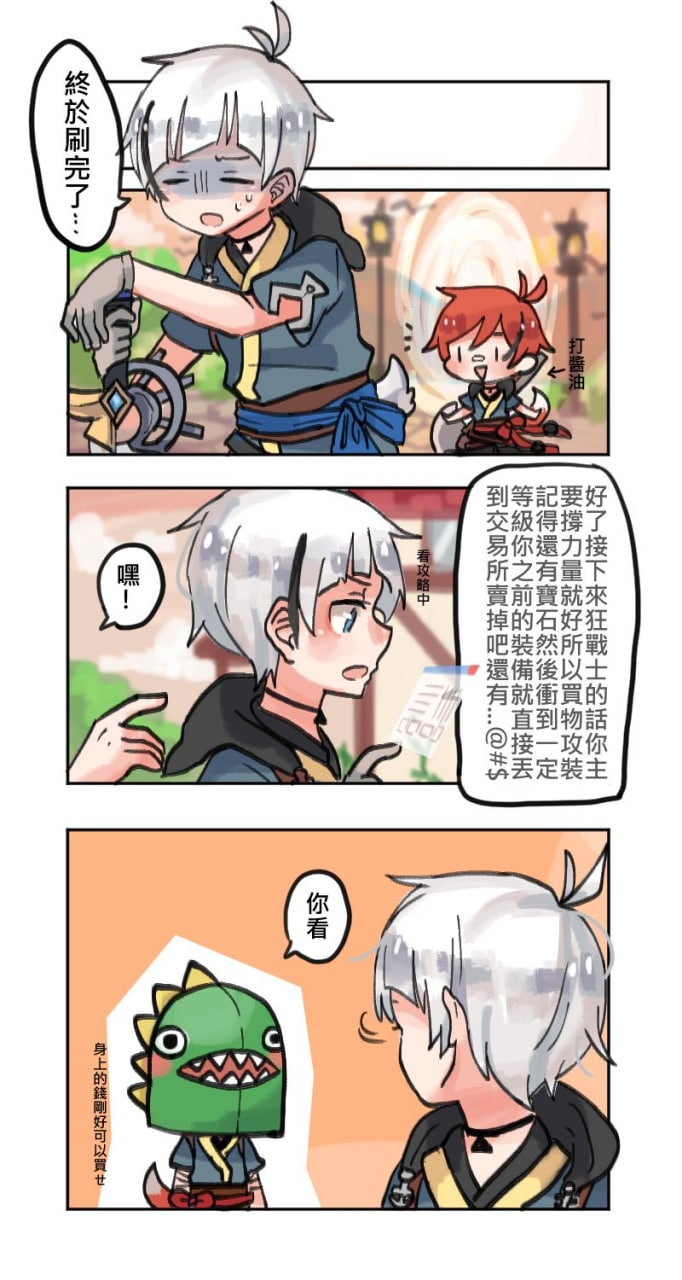 終於刷完了…
打醬油
好了接下來狂戰士的話你主
要撐力量就好所以買物攻裝
記得還有寶石然後衝到一定
等級你之前的裝備就直接丟
到交易所賣掉吧還有...@#$
看攻略中
嘿！
你看
身上的錢剛好可以買ㄝ